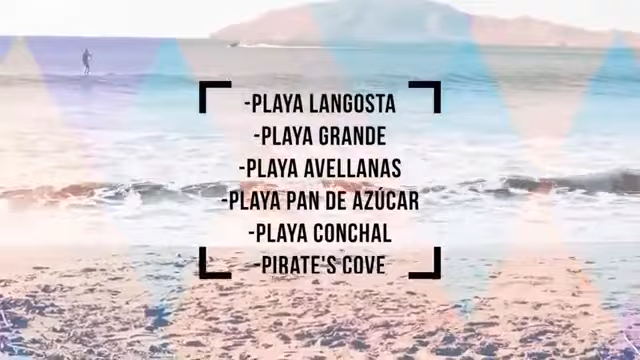 -PLAYA LANGOSTA
-PLAYA GRANDE
-PLAYA AVELLANAS
-PLAYA PAN DE AZÚCAR
-PLAYA CONCHAL
-PIRATE'S COVE